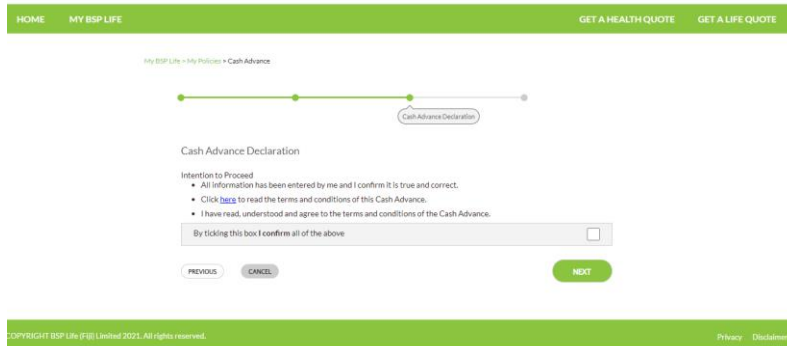 HOME MY BSP LIFE GET A HEALTH QUOTE GET A LIFE QUOTE
My BSP Life » My Policies » Cash Advance
Cash Advance Declaration
Cash Advance Declaration
Intention to Proceed
• All information has been entered by me and I confirm it is true and correct.
• Click here to read the terms and conditions of this Cash Advance.
• I have read, understood and agree to the terms and conditions of the Cash Advance.
By ticking this box I confirm all of the above
PREVIOUS CANCEL NEXT
COPYRIGHT BSP Life (Fiji) Limited 2021. All rights reserved. Privacy Disclaimer